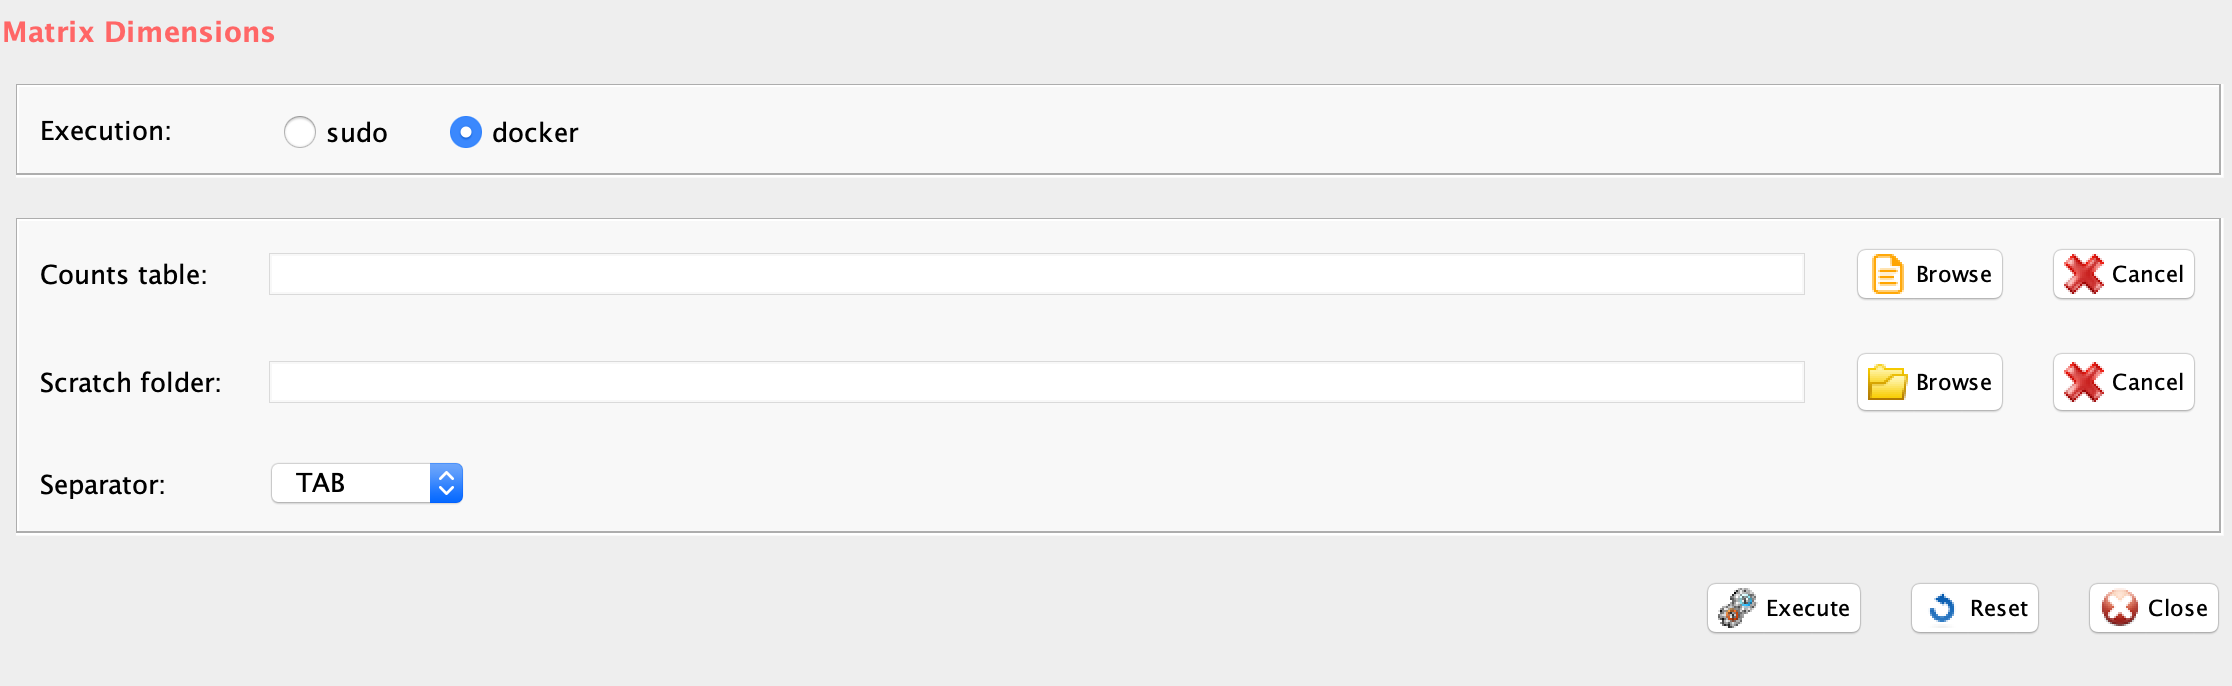 Matrix Dimensions
Execution: sudo docker
Counts table: Browse Cancel
Scratch folder: Browse Cancel
Separator: TAB
Execute Reset Close